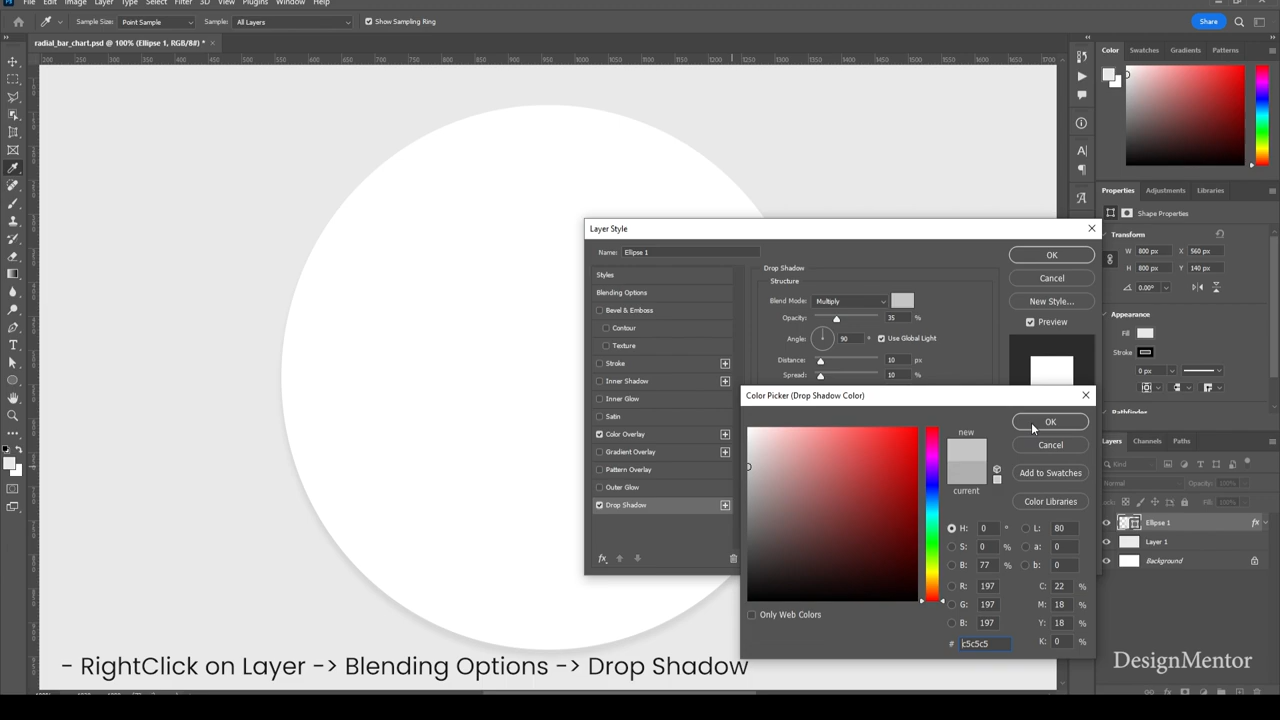 File Edit Image Layer Type Select Filter 3D View Plugins Window Help
Sample Size: Point Sample Sample: All Layers Show Sampling Ring Share
radial_bar_chart.psd @ 100% (Ellipse 1, RGB/8#) * ×
Color Swatches Gradients Patterns
Properties Adjustments Libraries
Shape Properties
Transform
W 800 px X 560 px
H 800 px Y 140 px
0.00°
Appearance
Fill
Stroke
0 px
Pathfinder
Layers Channels Paths
Kind
Normal Opacity: 100%
Lock: Fill: 100%
Ellipse 1 fx
Layer 1
Background
Layer Style
Name: Ellipse 1
Styles
Blending Options
Bevel & Emboss
Contour
Texture
Stroke
Inner Shadow
Inner Glow
Satin
Color Overlay
Gradient Overlay
Pattern Overlay
Outer Glow
Drop Shadow
fx
Drop Shadow
Structure
Blend Mode: Multiply
Opacity: 35 %
Angle: 90 ° Use Global Light
Distance: 10 px
Spread: 10 %
OK
Cancel
New Style...
Preview
Color Picker (Drop Shadow Color)
new
current
OK
Cancel
Add to Swatches
Color Libraries
H: 0 ° L: 80
S: 0 % a: 0
B: 77 % b: 0
R: 197 C: 22 %
G: 197 M: 18 %
B: 197 Y: 18 %
# c5c5c5 K: 0 %
Only Web Colors
- RightClick on Layer -> Blending Options -> Drop Shadow
DesignMentor